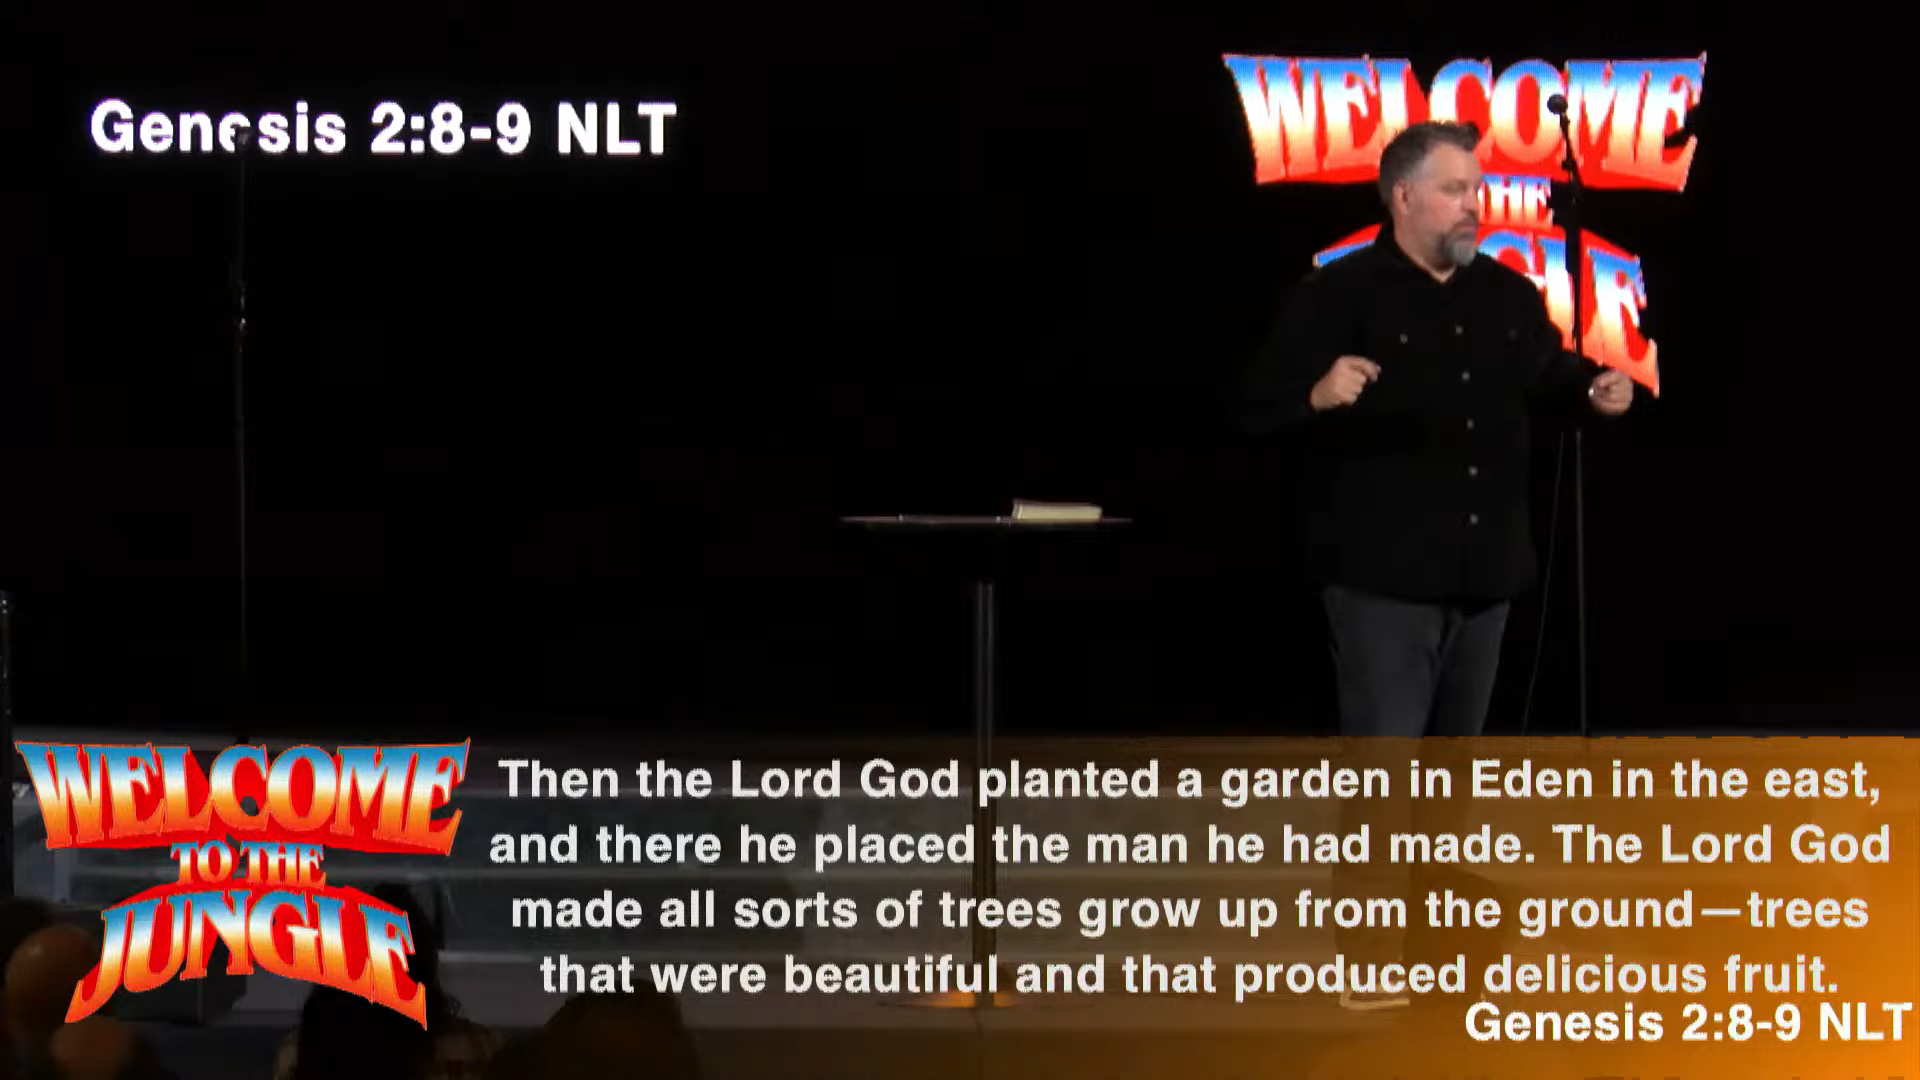 Genesis 2:8-9 NLT
WELCOME
THE
WELCOME
TO THE
JUNGLE
Then the Lord God planted a garden in Eden in the east,
and there he placed the man he had made. The Lord God
made all sorts of trees grow up from the ground—trees
that were beautiful and that produced delicious fruit.
Genesis 2:8-9 NLT